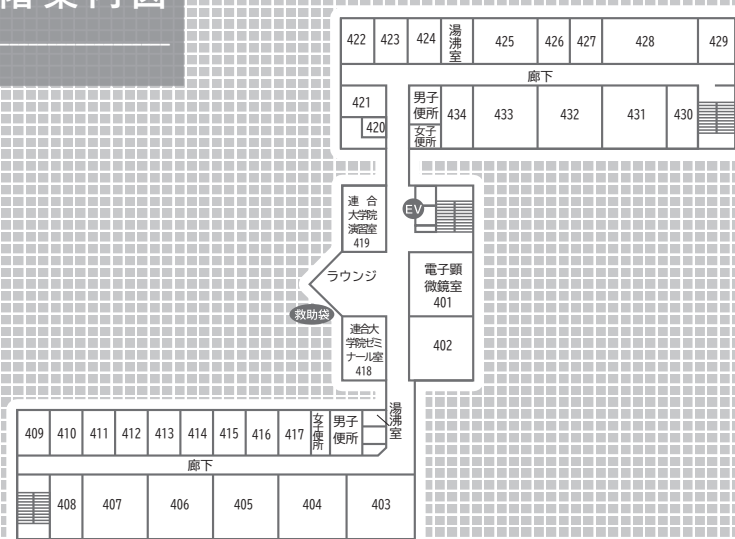 階案内図
422
423
424
湯沸室
425
426
427
428
429
廊下
421
420
男子
便所
女子
便所
434
433
432
431
430
連 合
大学院
演習室
419
EV
ラウンジ
救助袋
電子顕
微鏡室
401
連合大
学院ゼミ
ナール室
418
402
409
410
411
412
413
414
415
416
417
女子便所
男子
便所
湯沸室
廊下
408
407
406
405
404
403